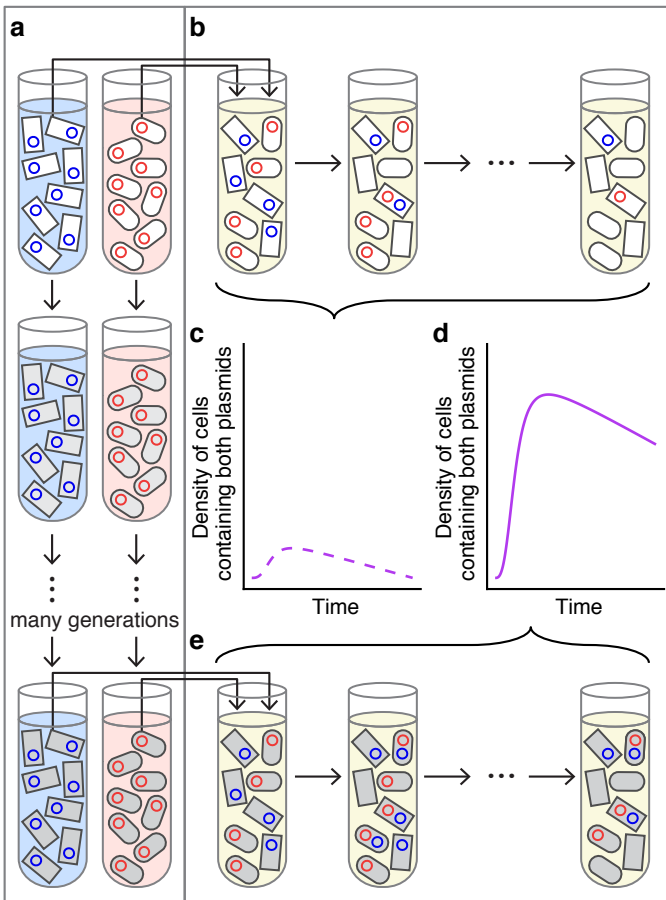 a
b
c
d
Density of cells
containing both plasmids
Time
Density of cells
containing both plasmids
Time
many generations
e